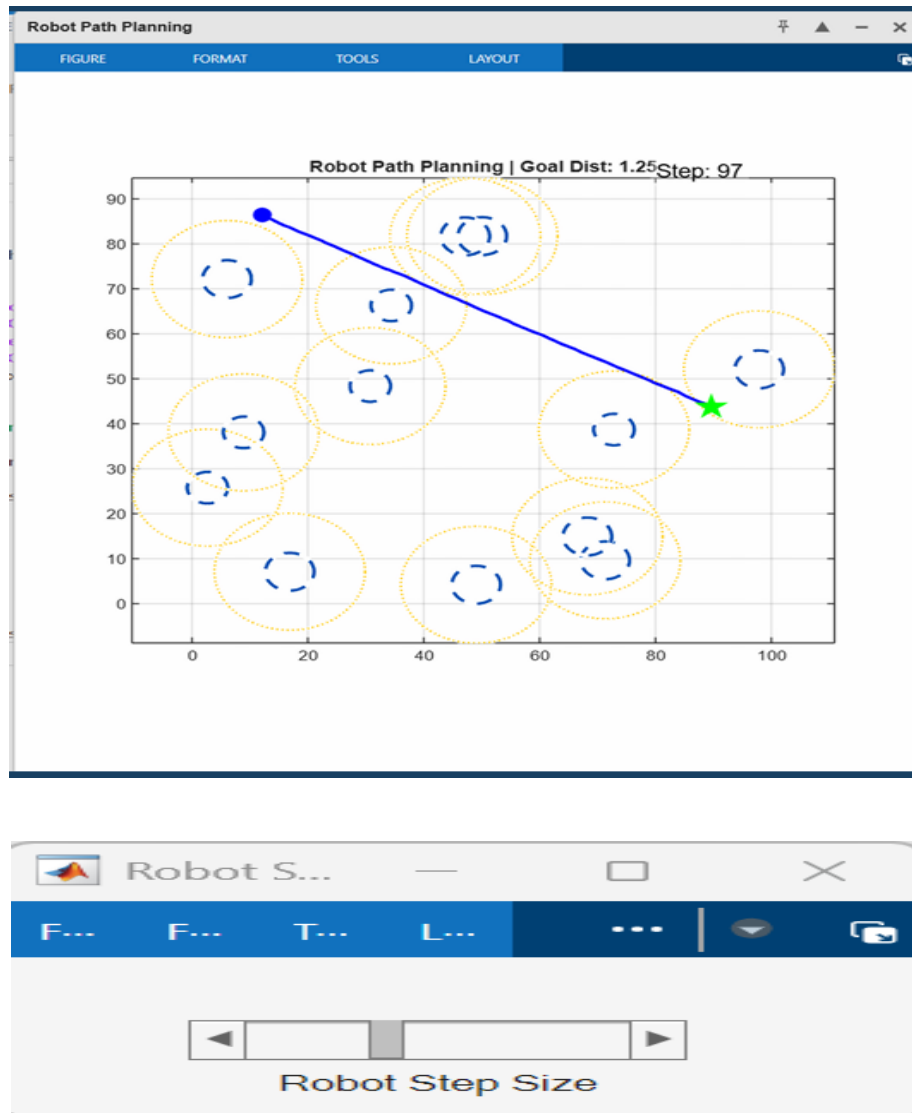 Robot Path Planning
FIGURE FORMAT TOOLS LAYOUT
Robot Path Planning | Goal Dist: 1.25 Step: 97
90
80
70
60
50
40
30
20
10
0
0 20 40 60 80 100
Robot S...
F... F... T... L...
Robot Step Size